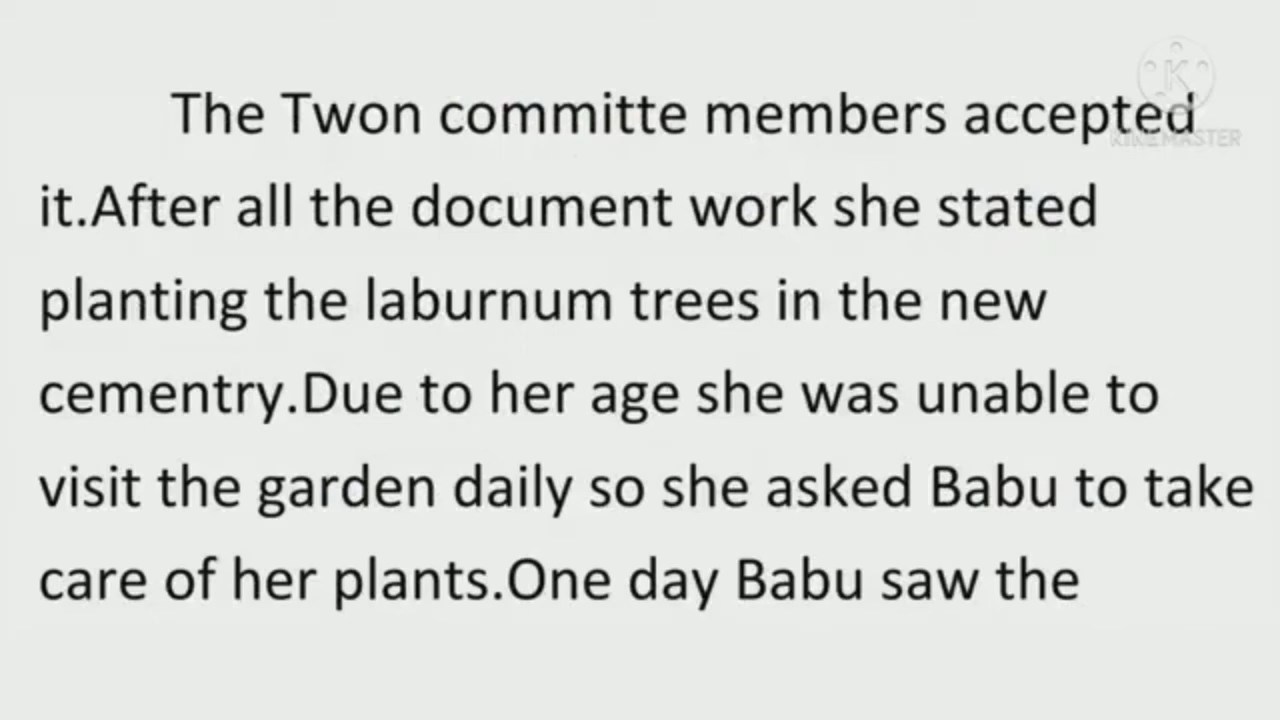 The Twon committe members accepted
it.After all the document work she stated
planting the laburnum trees in the new
cementry.Due to her age she was unable to
visit the garden daily so she asked Babu to take
care of her plants.One day Babu saw the
K
KINEMASTER